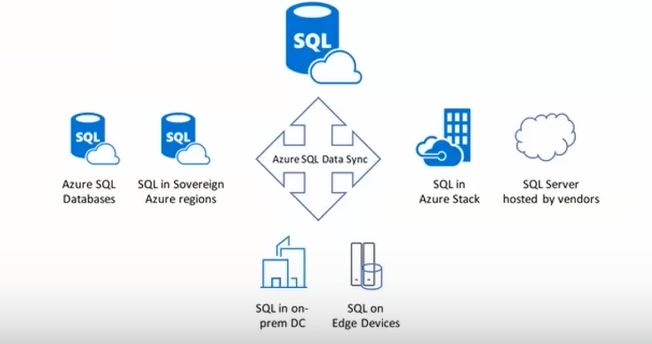 SQL
SQL
SQL
Azure SQL Data Sync
Azure SQL
Databases
SQL in Sovereign
Azure regions
SQL in
Azure Stack
SQL Server
hosted by vendors
SQL in on-
prem DC
SQL on
Edge Devices